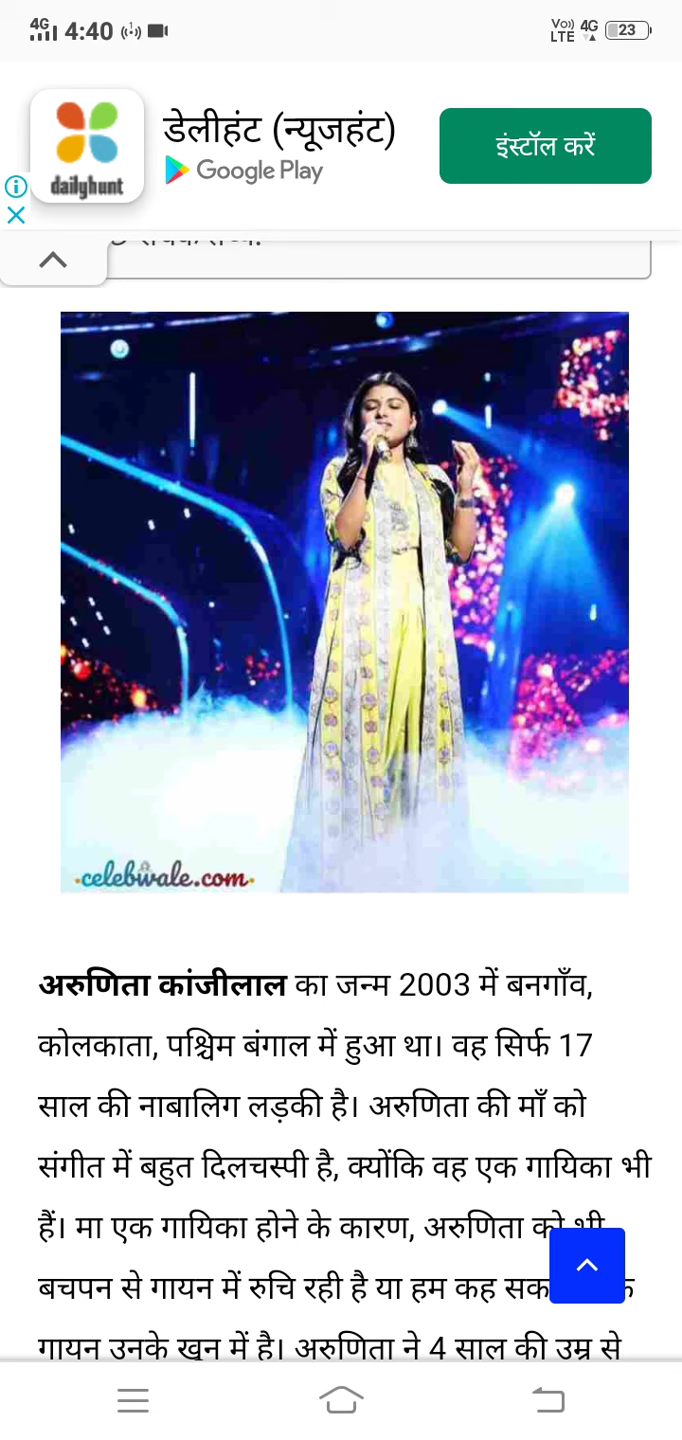 4G 4:40
Vo)) LTE 4G 23
डेलीहंट (न्यूजहंट)
Google Play
इंस्टॉल करें
dailyhunt
celebwale.com
अरुणिता कांजीलाल का जन्म 2003 में बनगाँव,
कोलकाता, पश्चिम बंगाल में हुआ था। वह सिर्फ 17
साल की नाबालिग लड़की है। अरुणिता की माँ को
संगीत में बहुत दिलचस्पी है, क्योंकि वह एक गायिका भी
हैं। मा एक गायिका होने के कारण, अरुणिता को भी
बचपन से गायन में रुचि रही है या हम कह सक
गायन उनके खून में है। अरुणिता ने 4 साल की उम्र से